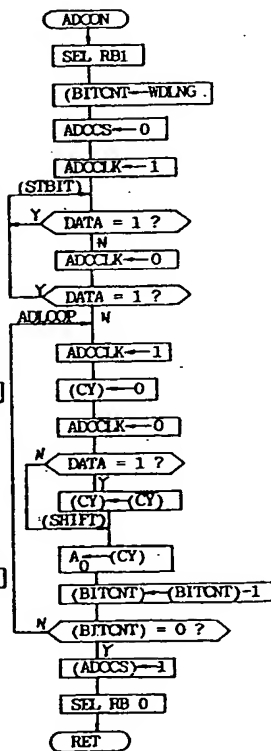 ADCON
SEL RB1
(BITCNT←WDLNG
ADCCS←0
ADCCLK←1
(STBIT)
Y
DATA = 1 ?
N
ADCCLK←0
Y
DATA = 1 ?
ADLOOP
N
ADCCLK←1
(CY)←0
ADCCLK←0
N
DATA = 1 ?
Y
(CY)←(CY)
(SHIFT)
A0←(CY)
(BITCNT)←(BITCNT)-1
N
(BITCNT) = 0 ?
Y
(ADCCS)←1
SEL RB 0
RET